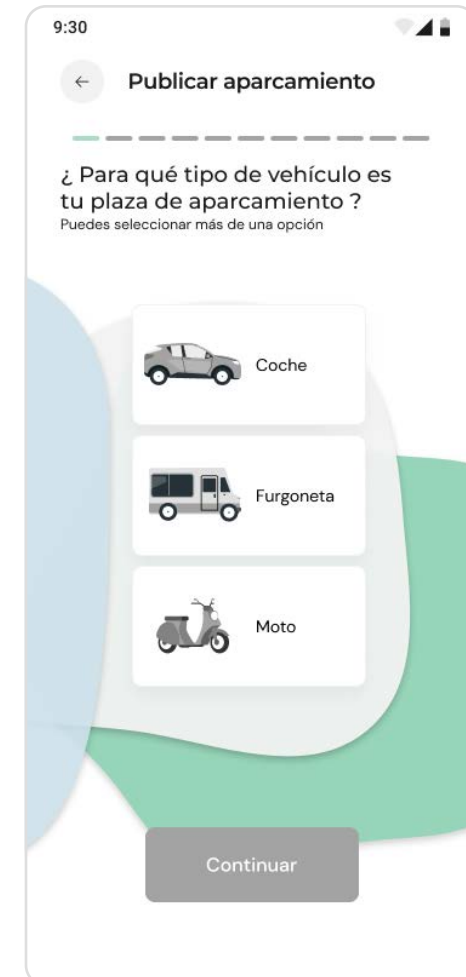 9:30
Publicar aparcamiento
¿ Para qué tipo de vehículo es
tu plaza de aparcamiento ?
Puedes seleccionar más de una opción
Coche
Furgoneta
Moto
Continuar